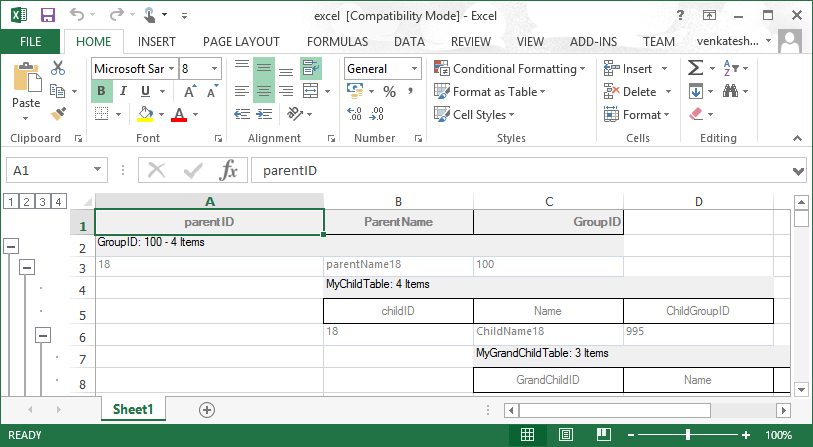 excel [Compatibility Mode] - Excel
FILE HOME INSERT PAGE LAYOUT FORMULAS DATA REVIEW VIEW ADD-INS TEAM venkatesh...
Paste
Microsoft Sar 8
B I U A A
A
General
% ,
Conditional Formatting
Format as Table
Cell Styles
Insert
Delete
Format
Clipboard Font Alignment Number Styles Cells Editing
A1 fx parentID
1 2 3 4 A B C D
1 parentID ParentName GroupID
2 GroupID: 100 - 4 Items
3 18 parentName18 100
4 MyChildTable: 4 Items
5 childID Name ChildGroupID
6 18 ChildName18 995
7 MyGrandChildTable: 3 Items
8 GrandChildID Name
Sheet1
READY 100%